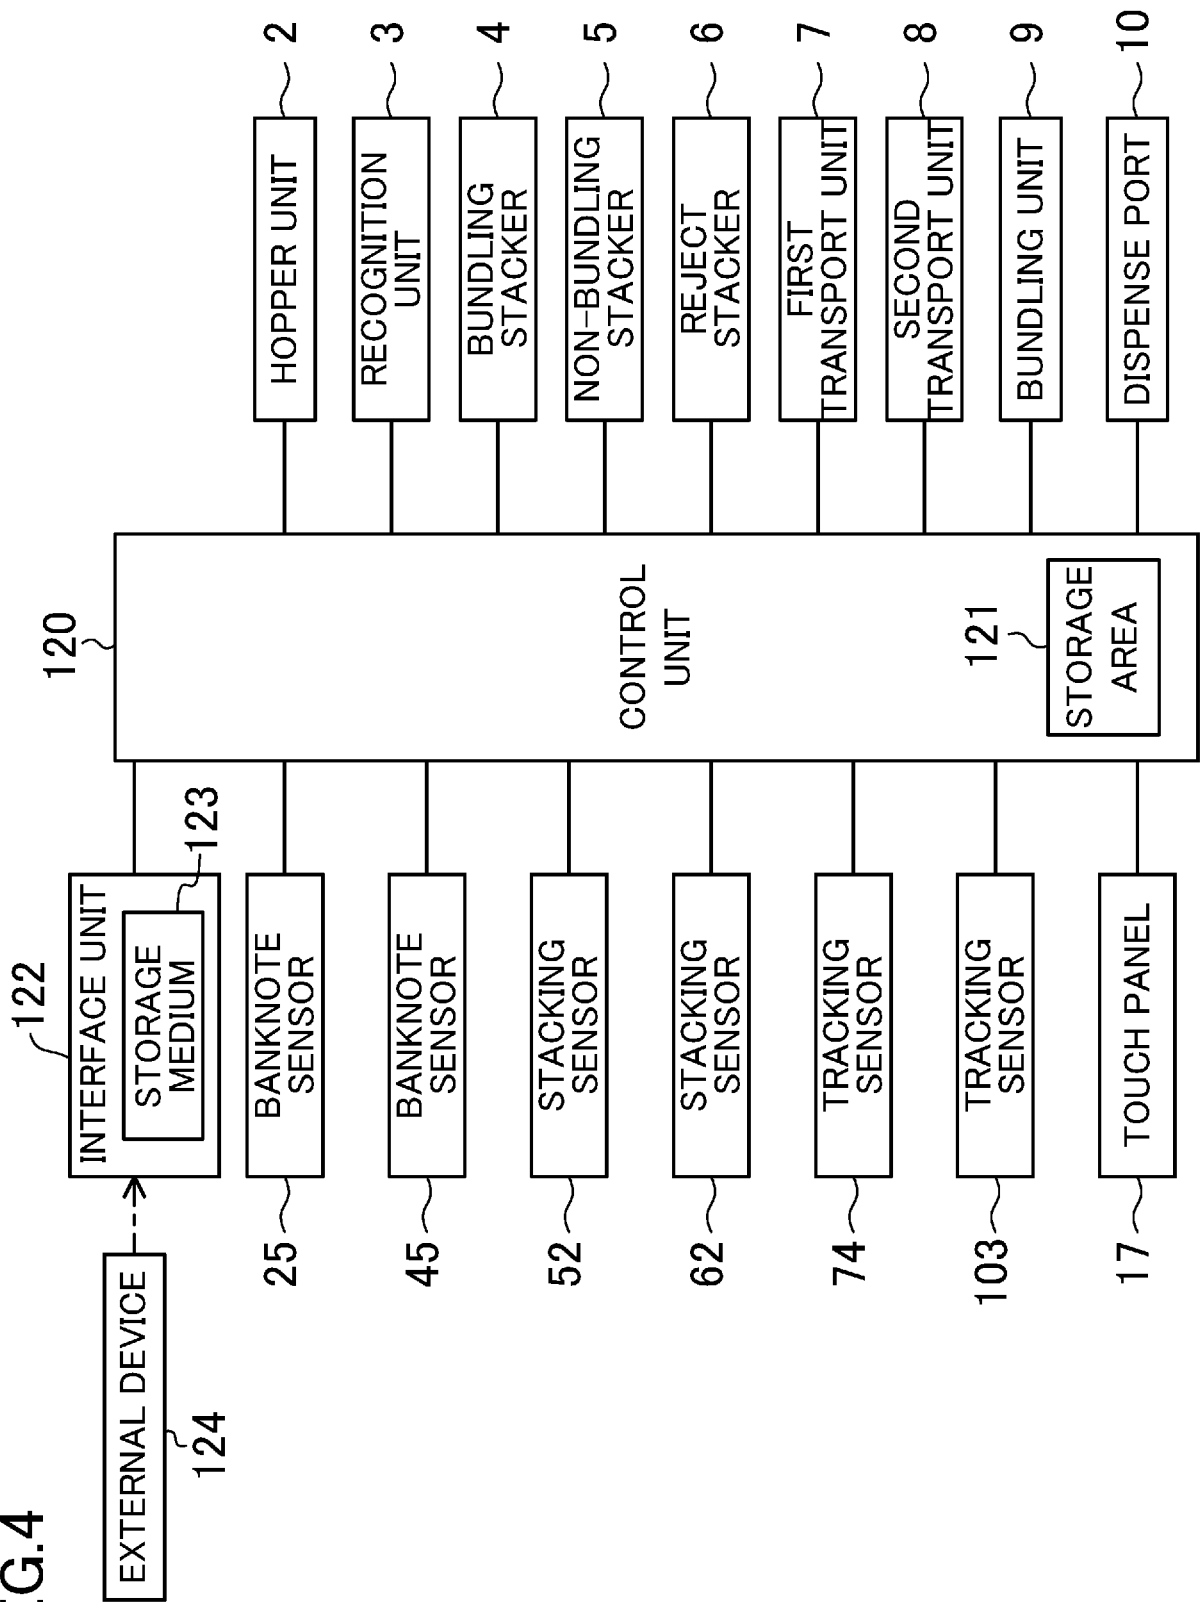 G.4
124
EXTERNAL DEVICE
122
INTERFACE UNIT
STORAGE
MEDIUM
123
25
BANKNOTE
SENSOR
45
BANKNOTE
SENSOR
52
STACKING
SENSOR
62
STACKING
SENSOR
74
TRACKING
SENSOR
103
TRACKING
SENSOR
17
TOUCH PANEL
120
CONTROL
UNIT
121
STORAGE
AREA
HOPPER UNIT
2
RECOGNITION
UNIT
3
BUNDLING
STACKER
4
NON-BUNDLING
STACKER
5
REJECT
STACKER
6
FIRST
TRANSPORT UNIT
7
SECOND
TRANSPORT UNIT
8
BUNDLING UNIT
9
DISPENSE PORT
10